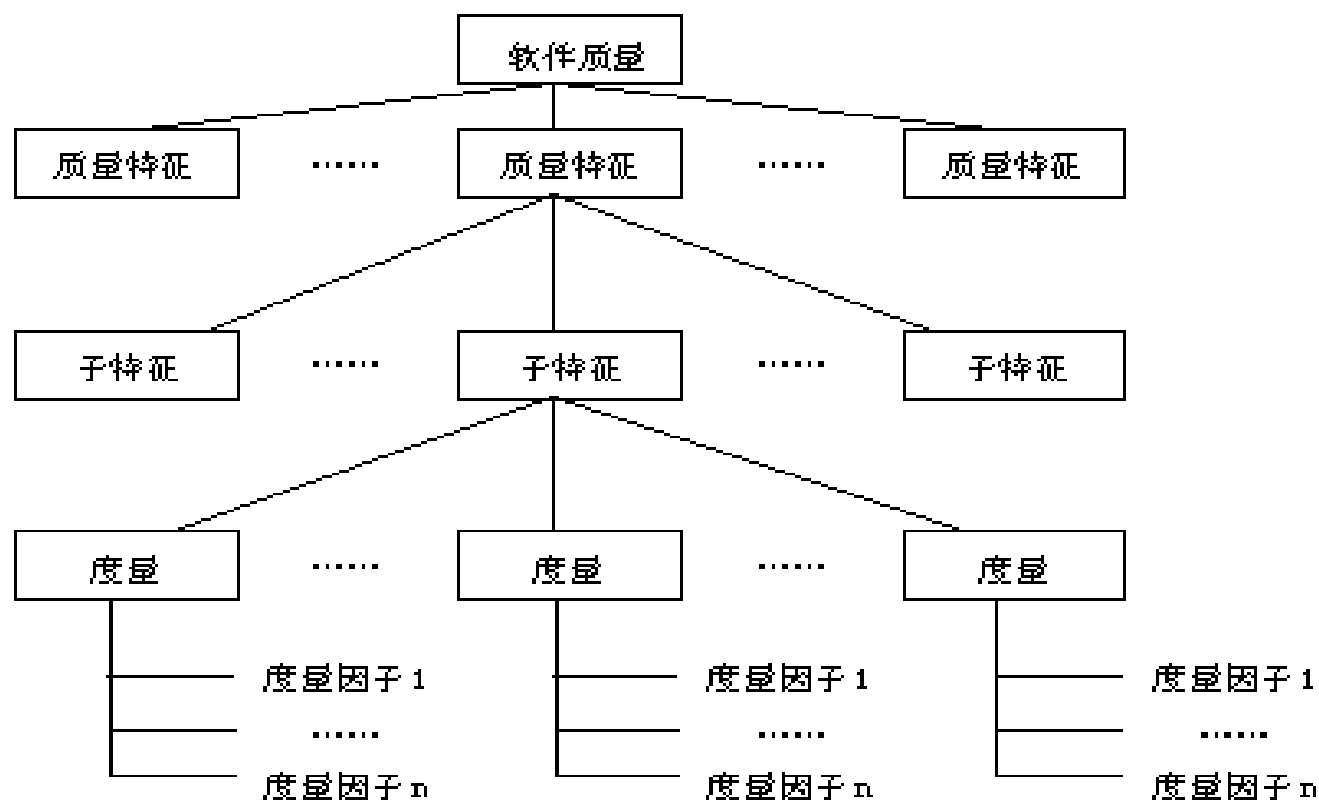 软件质量
质量特征 …… 质量特征 …… 质量特征
子特征 …… 子特征 …… 子特征
度量 …… 度量 …… 度量
度量因子1 度量因子1 度量因子1
…… …… ……
度量因子n 度量因子n 度量因子n